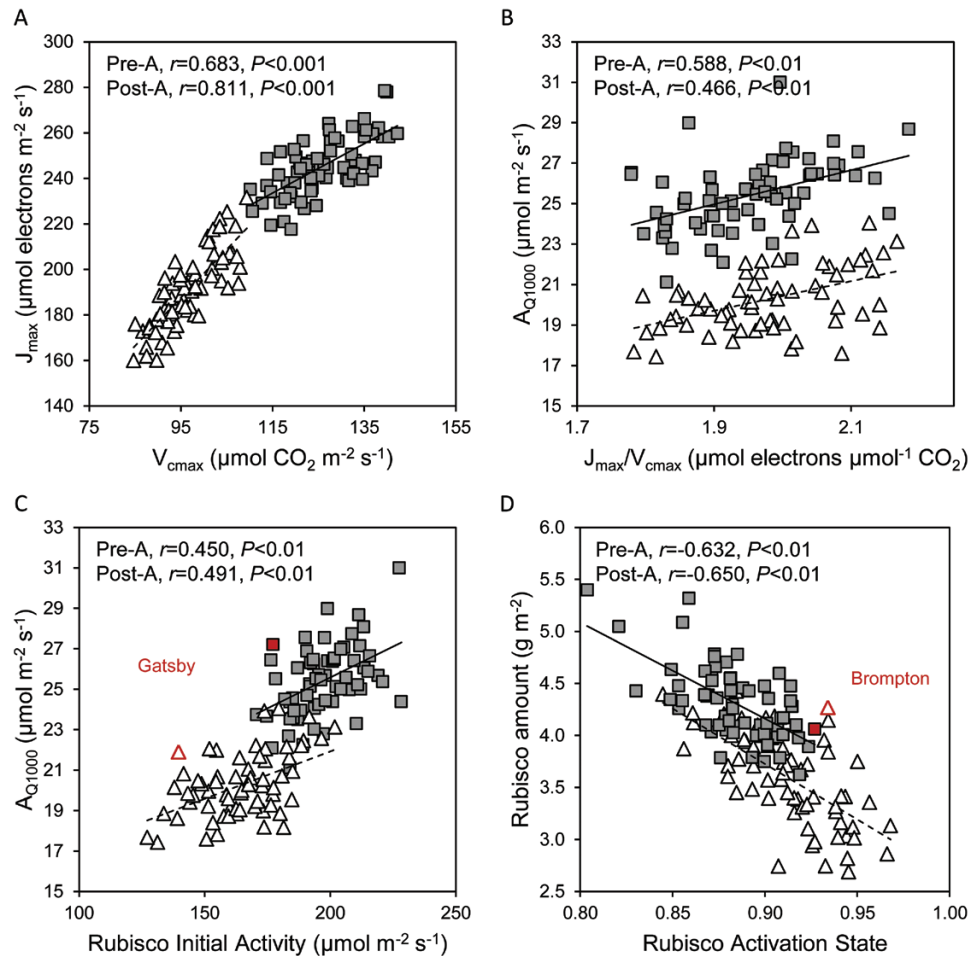 A
300
280
260
240
220
200
180
160
140
75
95
115
135
155
Pre-A, r=0.683, P<0.001
Post-A, r=0.811, P<0.001
Jmax (µmol electrons m-2 s-1)
Vcmax (µmol CO2 m-2 s-1)
B
33
31
29
27
25
23
21
19
17
15
1.7
1.9
2.1
Pre-A, r=0.588, P<0.01
Post-A, r=0.466, P<0.01
AQ1000 (µmol m-2 s-1)
Jmax/Vcmax (µmol electrons µmol-1 CO2)
C
33
31
29
27
25
23
21
19
17
15
100
150
200
250
Pre-A, r=0.450, P<0.01
Post-A, r=0.491, P<0.01
Gatsby
AQ1000 (µmol m-2 s-1)
Rubisco Initial Activity (µmol m-2 s-1)
D
6.0
5.5
5.0
4.5
4.0
3.5
3.0
2.5
0.80
0.85
0.90
0.95
1.00
Pre-A, r=-0.632, P<0.01
Post-A, r=-0.650, P<0.01
Brompton
Rubisco amount (g m-2)
Rubisco Activation State